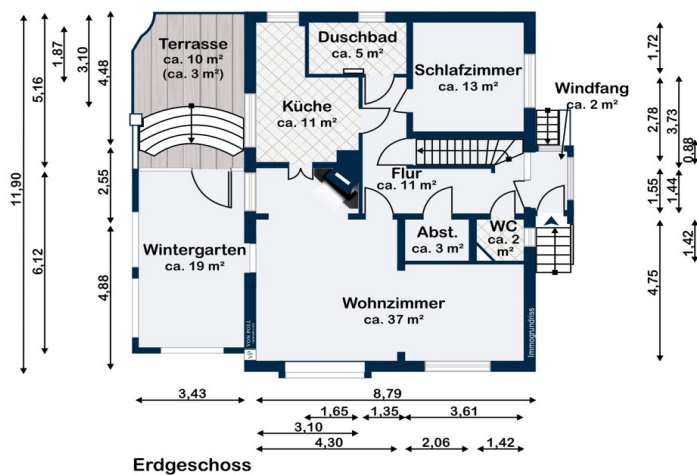 Terrasse
ca. 10 m²
(ca. 3 m²)
Duschbad
ca. 5 m²
Schlafzimmer
ca. 13 m²
Windfang
ca. 2 m²
Küche
ca. 11 m²
Flur
ca. 11 m²
Abst.
ca. 3 m²
WC
ca. 2
m²
Wintergarten
ca. 19 m²
Wohnzimmer
ca. 37 m²
VON POLL
VP
Immogrundriss
11,90
5,16
6,12
1,87
3,10
4,48
2,55
4,88
1,72
2,78
1,55
4,75
3,73
1,44
0,88
1,42
3,43
8,79
1,65
1,35
3,61
3,10
4,30
2,06
1,42
Erdgeschoss